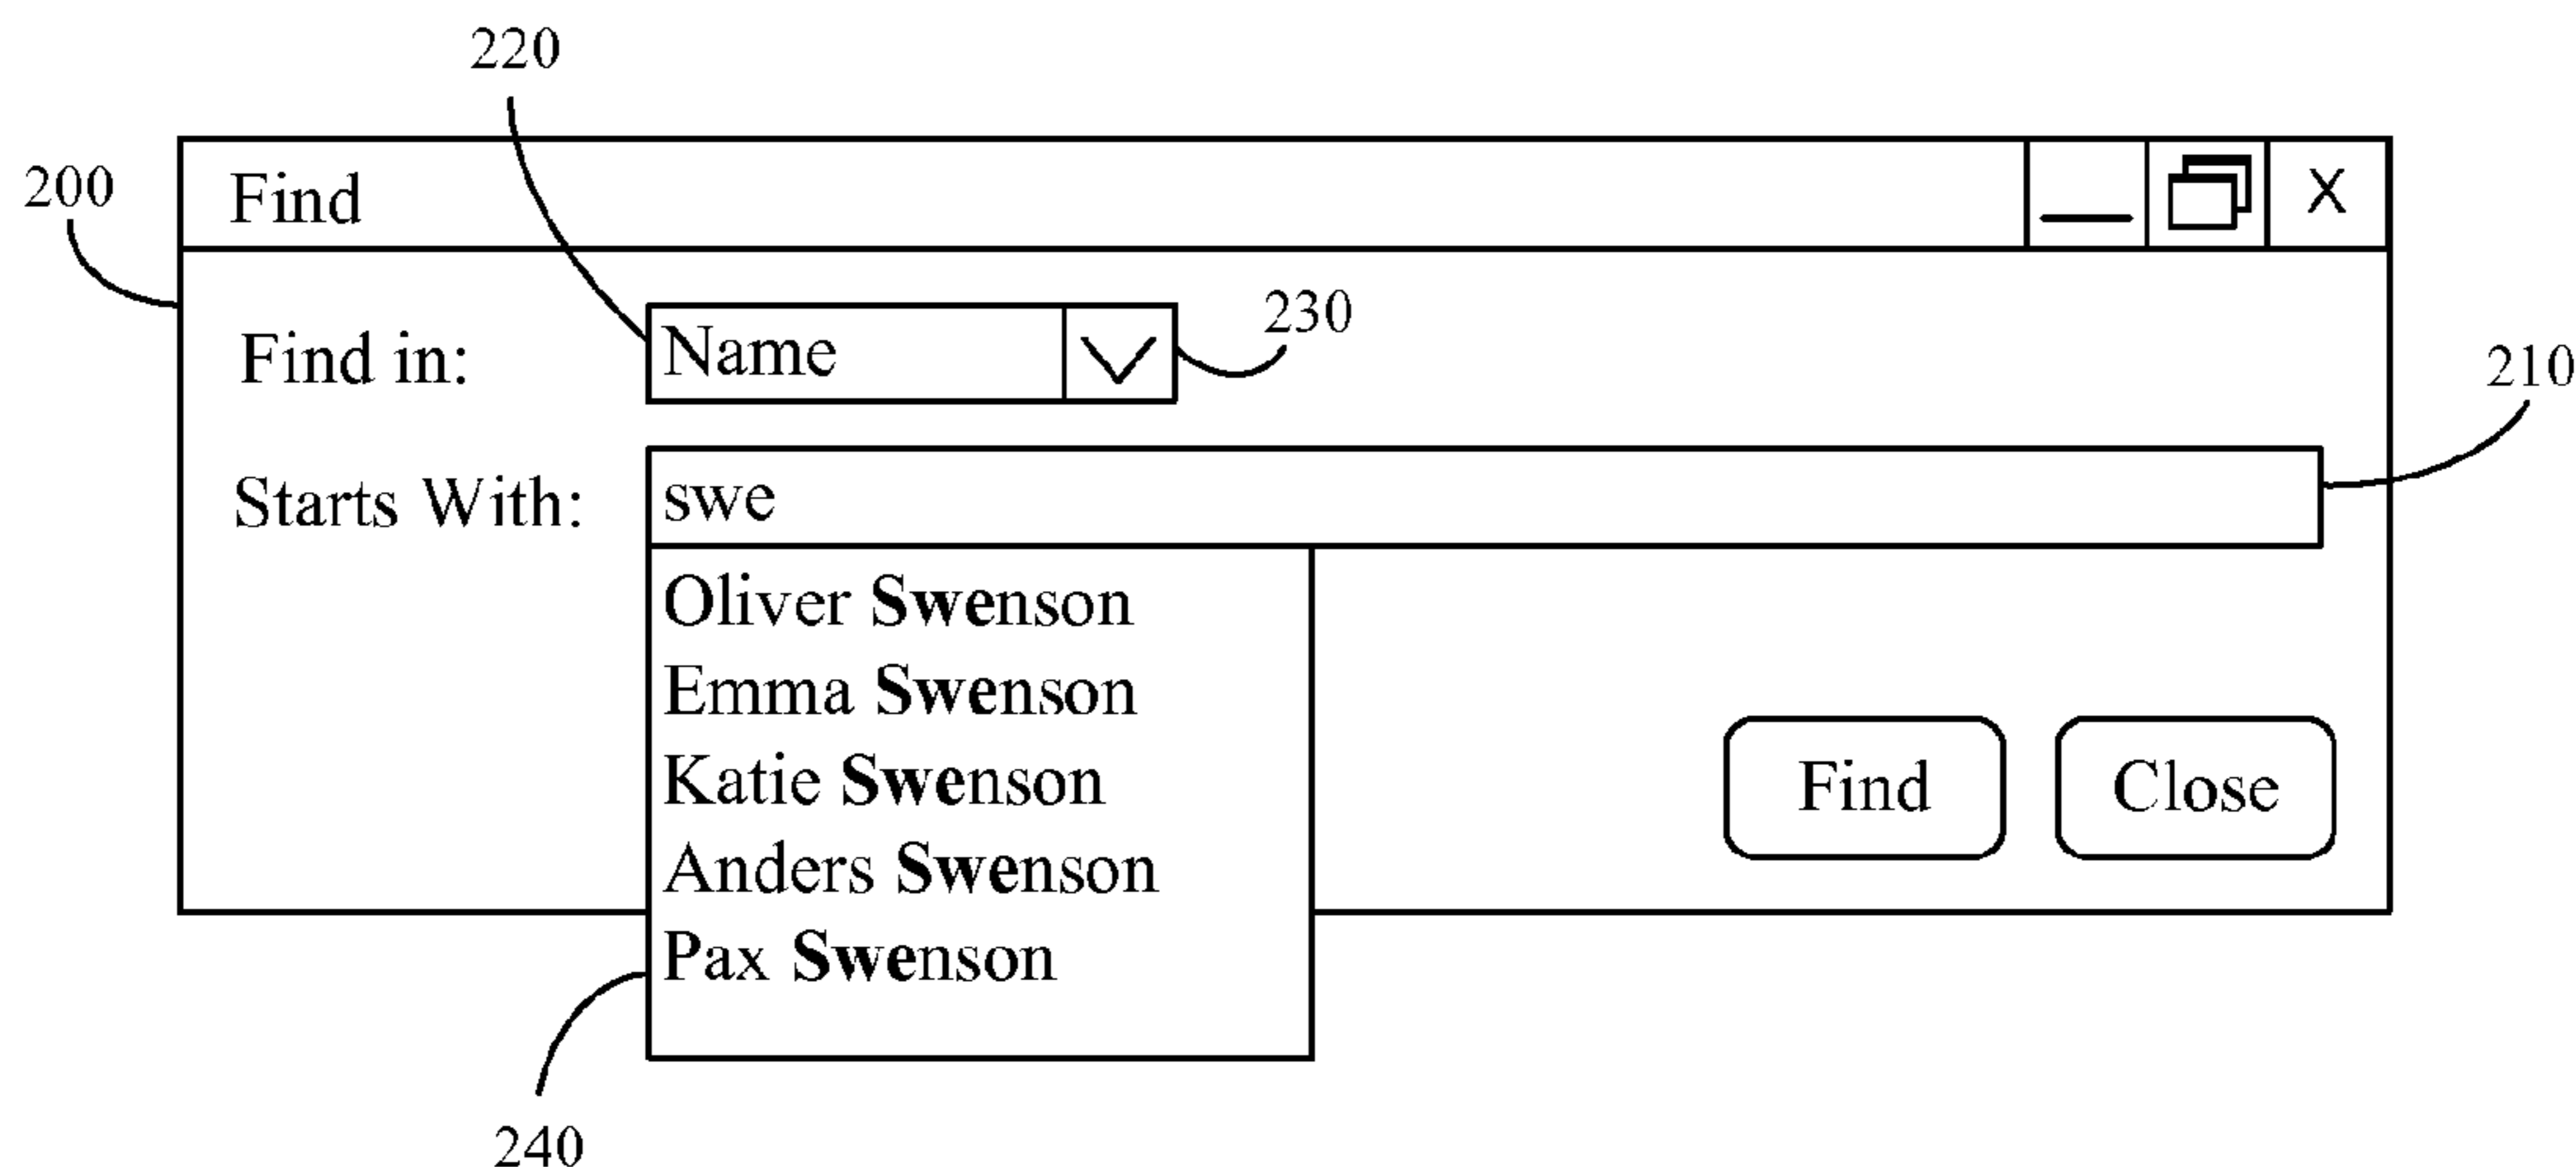 220
200
Find X
Find in: Name 230
210
Starts With: swe
Oliver Swenson
Emma Swenson
Katie Swenson
Find Close
Anders Swenson
Pax Swenson
240